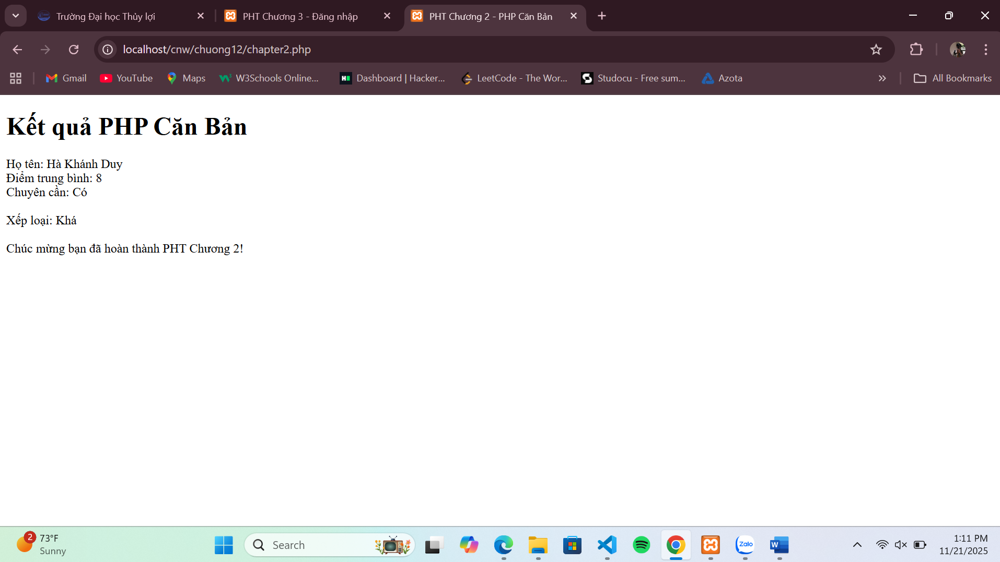 Trường Đại học Thủy lợi
PHT Chương 3 - Đăng nhập
PHT Chương 2 - PHP Căn Bản
localhost/cnw/chuong12/chapter2.php
Gmail
YouTube
Maps
W3Schools Online...
Dashboard | Hacker...
LeetCode - The Wor...
Studocu - Free sum...
Azota
All Bookmarks
Kết quả PHP Căn Bản
Họ tên: Hà Khánh Duy
Điểm trung bình: 8
Chuyên cần: Có
Xếp loại: Khá
Chúc mừng bạn đã hoàn thành PHT Chương 2!
2
73°F
Sunny
Search
Zalo
W
1:11 PM
11/21/2025